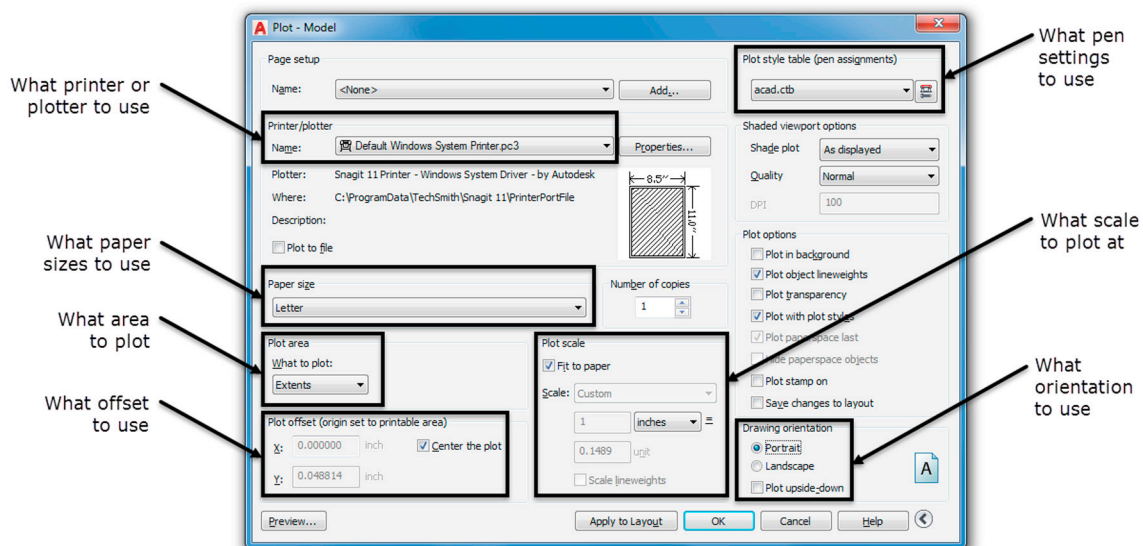 Plot - Model
What printer or
plotter to use
What paper
sizes to use
What area
to plot
What offset
to use
Page setup
Name: <None> Add...
Printer/plotter
Name: Default Windows System Printer.pc3 Properties...
Plotter: Snagit 11 Printer - Windows System Driver - by Autodesk
Where: C:\ProgramData\TechSmith\Snagit 11\PrinterPortFile
Description:
Plot to file
8.5"
11.0"
Paper size
Letter
Number of copies
1
Plot area
What to plot:
Extents
Plot offset (origin set to printable area)
X: 0.000000 inch Center the plot
Y: 0.048814 inch
Plot scale
Fit to paper
Scale: Custom
1 inches =
0.1489 unit
Scale lineweights
Plot style table (pen assignments)
acad.ctb
Shaded viewport options
Shade plot As displayed
Quality Normal
DPI 100
Plot options
Plot in background
Plot object lineweights
Plot transparency
Plot with plot styles
Plot paperspace last
Hide paperspace objects
Plot stamp on
Save changes to layout
Drawing orientation
Portrait
Landscape
Plot upside-down
A
Preview... Apply to Layout OK Cancel Help
What pen
settings
to use
What scale
to plot at
What
orientation
to use